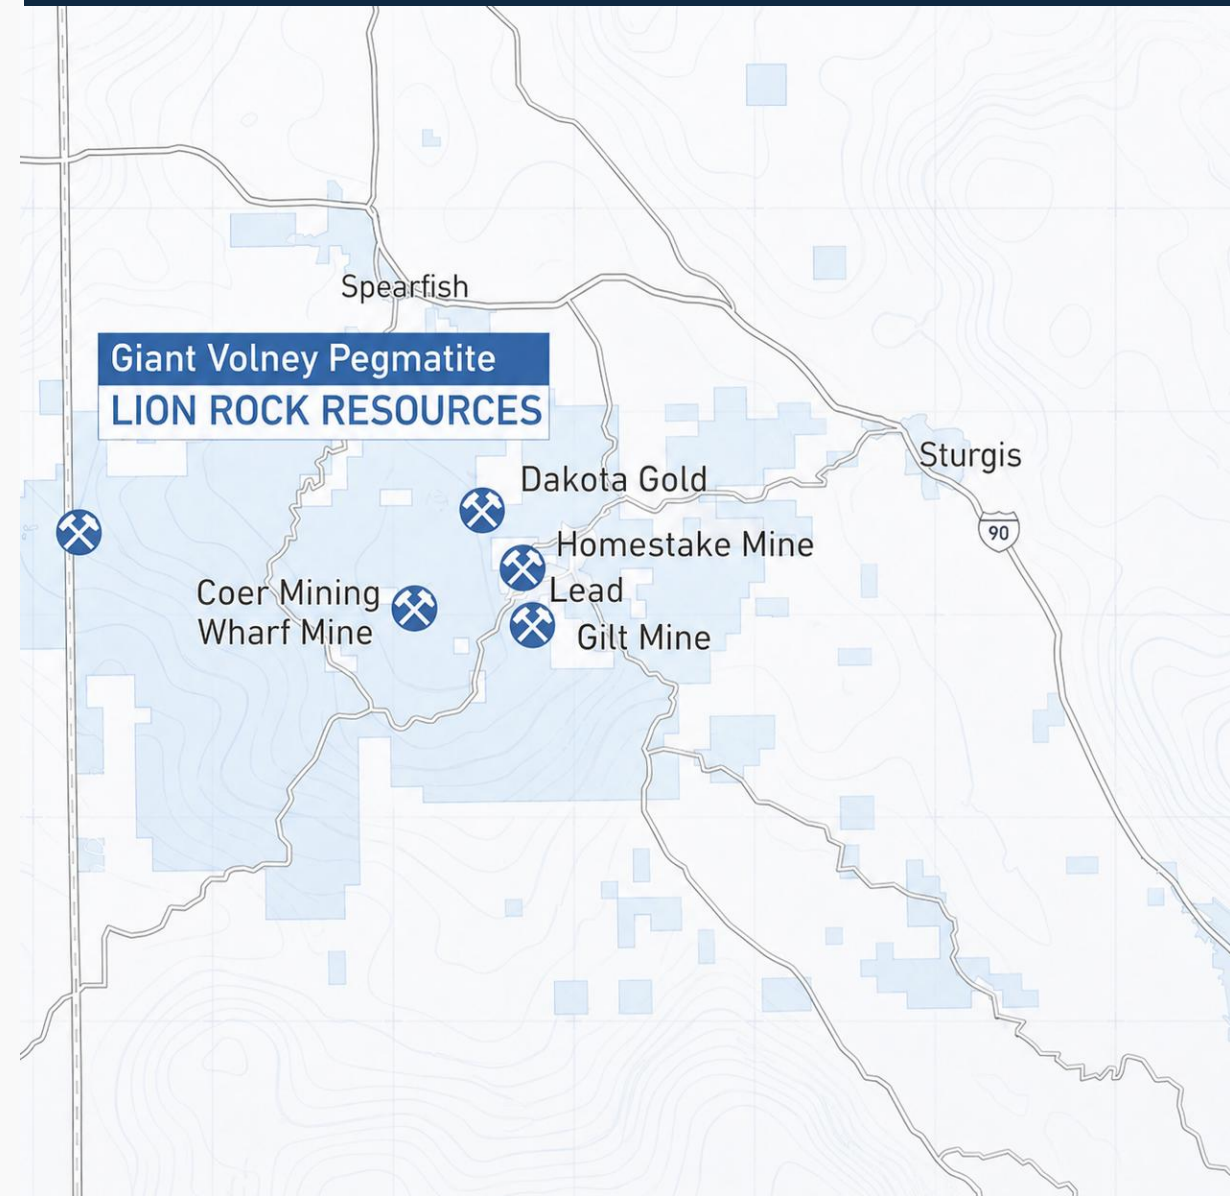 Spearfish
Giant Volney Pegmatite
LION ROCK RESOURCES
Sturgis
Dakota Gold
90
Homestake Mine
Coer Mining
Wharf Mine
Lead
Gilt Mine